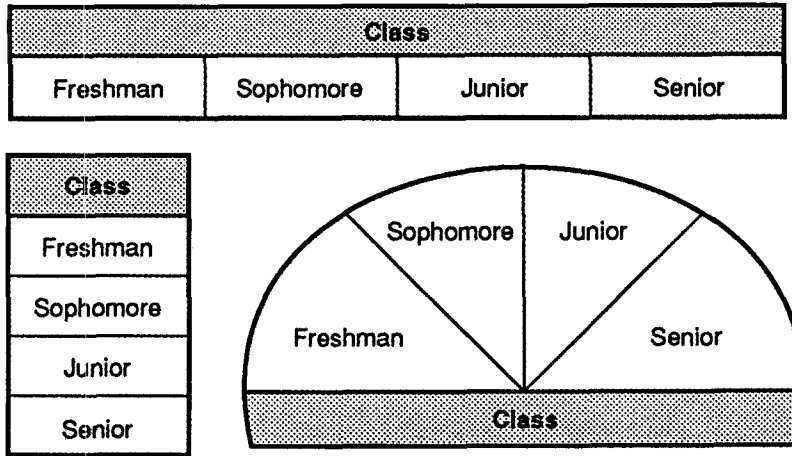 Class
Freshman Sophomore Junior Senior
Class
Freshman
Sophomore
Junior
Senior
Sophomore Junior
Freshman Senior
Class